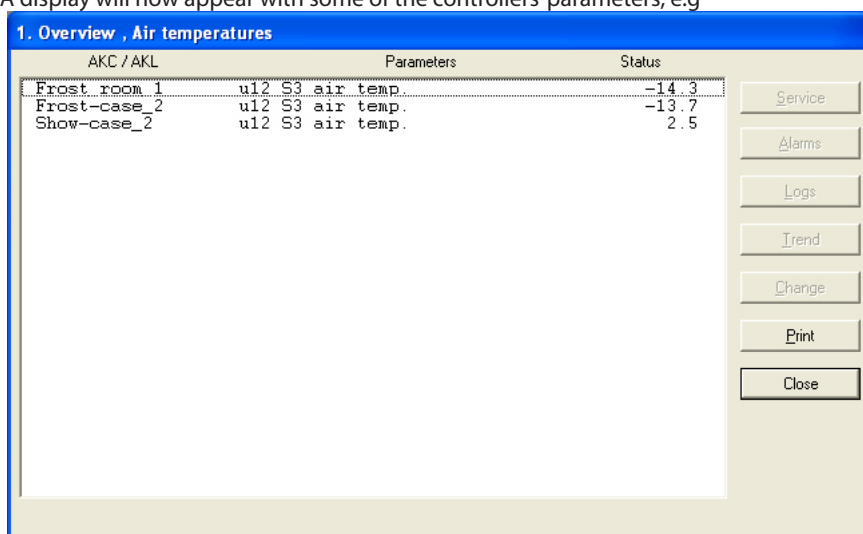 A display will now appear with some of the controllers' parameters, e.g
1. Overview , Air temperatures
AKC / AKL Parameters Status
Frost room 1 u12 S3 air temp. -14.3
Frost-case_2 u12 S3 air temp. -13.7
Show-case_2 u12 S3 air temp. 2.5
Service
Alarms
Logs
Trend
Change
Print
Close